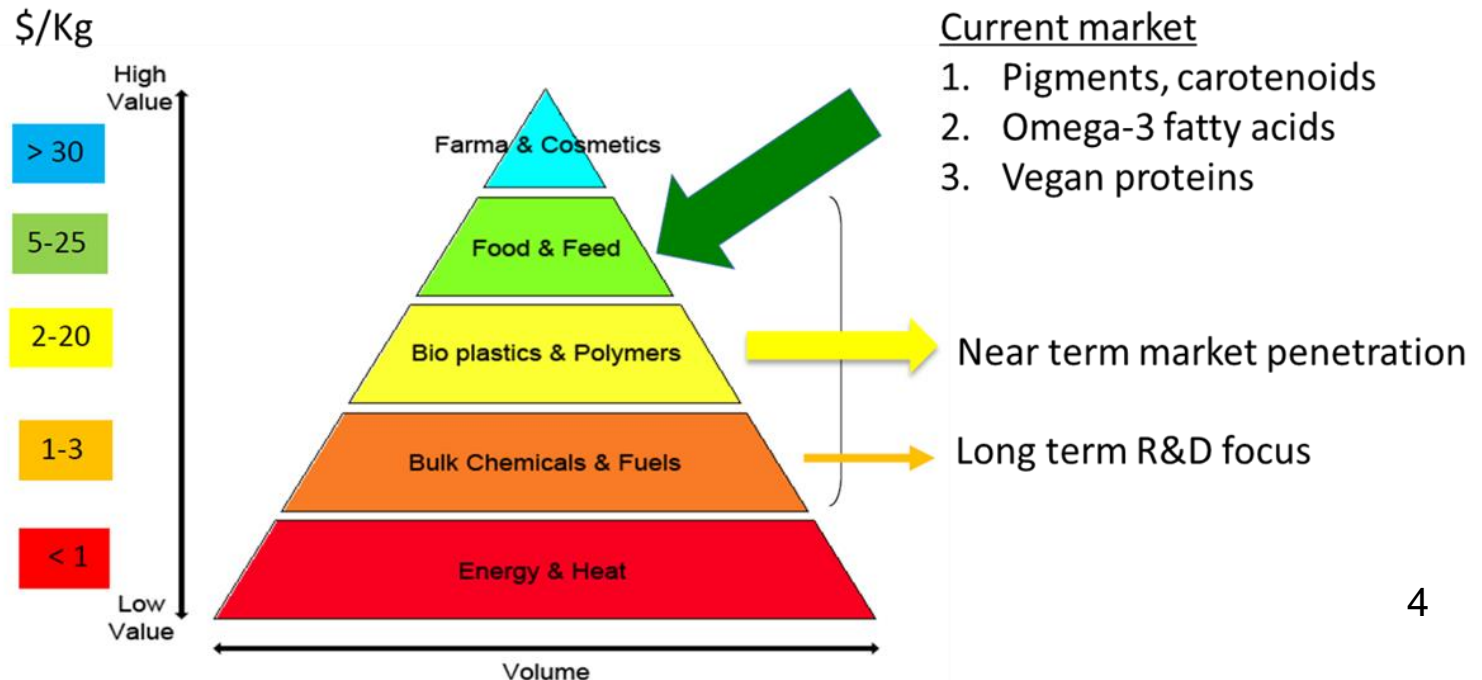 $/Kg
High
Value
> 30
5-25
2-20
1-3
< 1
Low
Value
Farma & Cosmetics
Food & Feed
Bio plastics & Polymers
Bulk Chemicals & Fuels
Energy & Heat
Volume
Current market
1. Pigments, carotenoids
2. Omega-3 fatty acids
3. Vegan proteins
Near term market penetration
Long term R&D focus
4